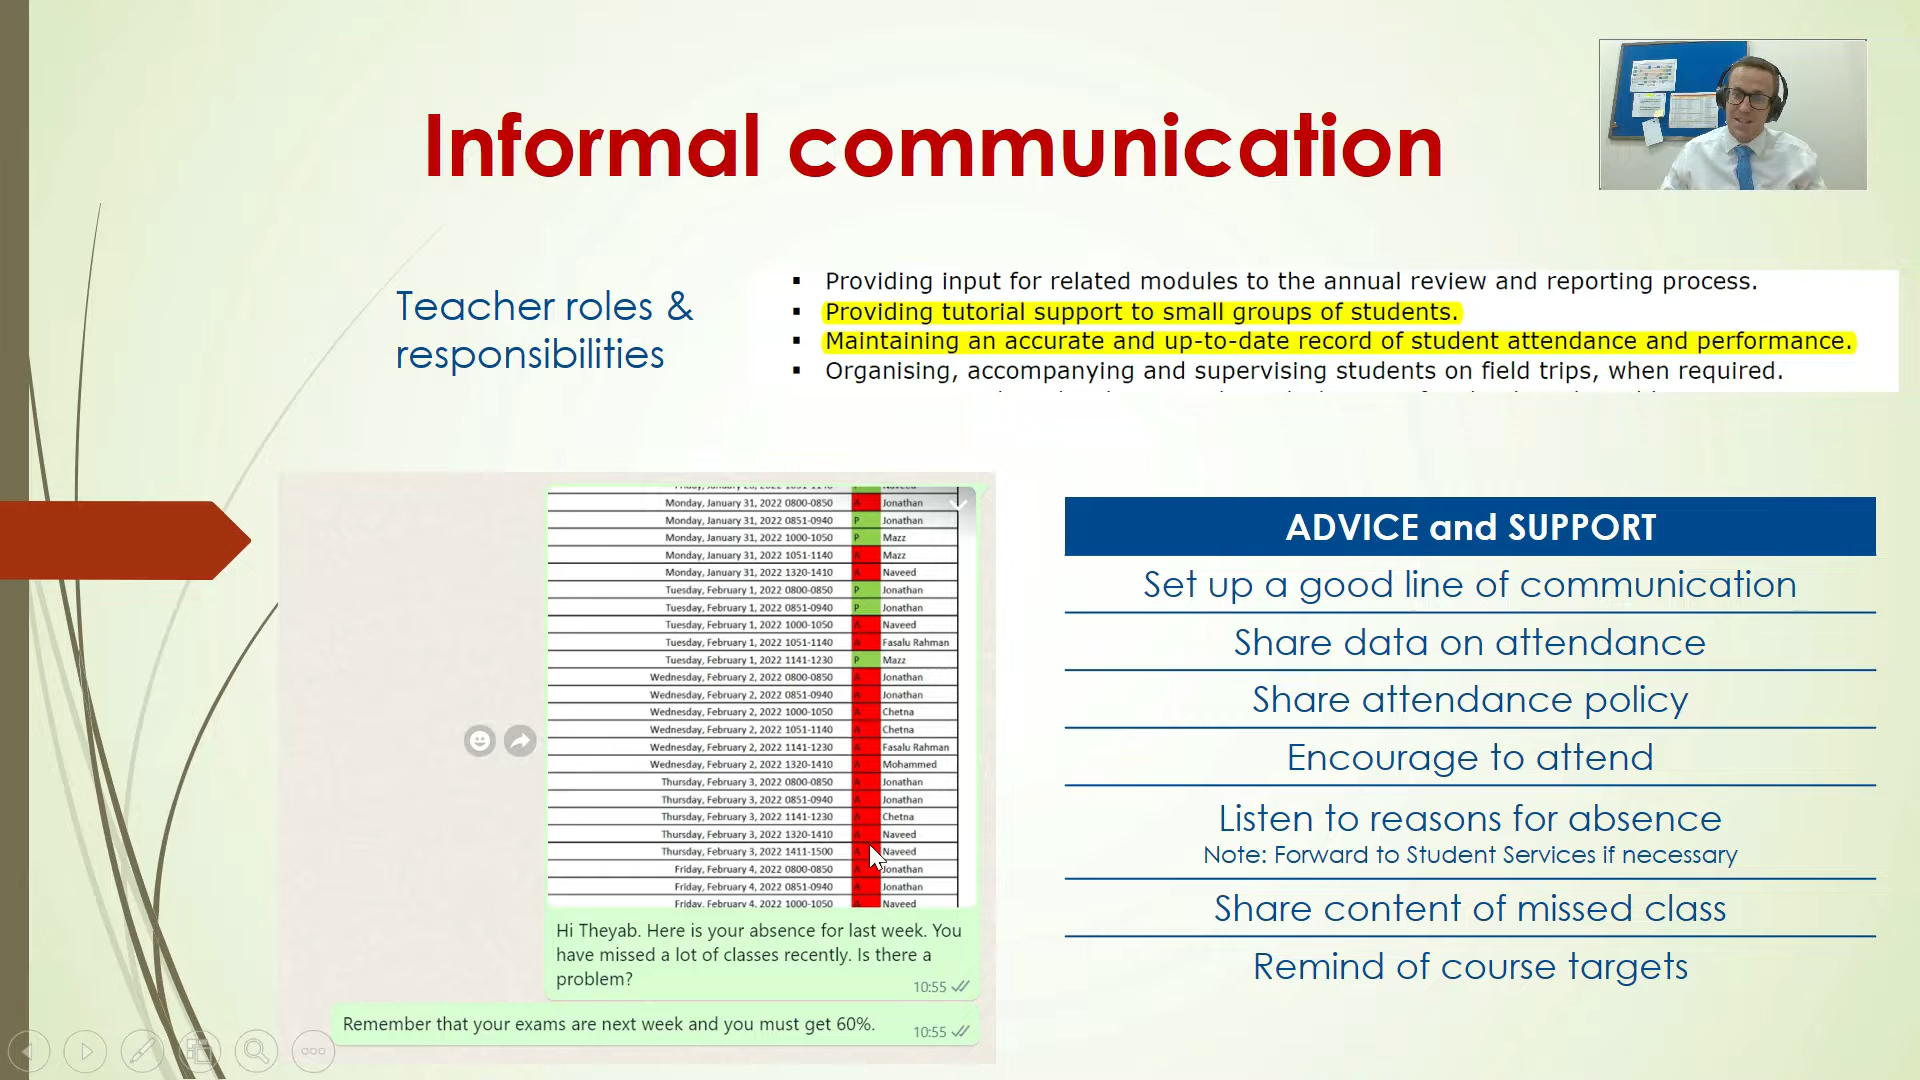 Informal communication
Teacher roles &
responsibilities
▪ Providing input for related modules to the annual review and reporting process.
▪ Providing tutorial support to small groups of students.
▪ Maintaining an accurate and up-to-date record of student attendance and performance.
▪ Organising, accompanying and supervising students on field trips, when required.
Monday, January 31, 2022 0800-0850 A Jonathan
Monday, January 31, 2022 0851-0940 P Jonathan
Monday, January 31, 2022 1000-1050 P Mazz
Monday, January 31, 2022 1051-1140 A Mazz
Monday, January 31, 2022 1320-1410 A Naveed
Tuesday, February 1, 2022 0800-0850 P Jonathan
Tuesday, February 1, 2022 0851-0940 P Jonathan
Tuesday, February 1, 2022 1000-1050 A Naveed
Tuesday, February 1, 2022 1051-1140 A Fasalu Rahman
Tuesday, February 1, 2022 1141-1230 P Mazz
Wednesday, February 2, 2022 0800-0850 A Jonathan
Wednesday, February 2, 2022 0851-0940 A Jonathan
Wednesday, February 2, 2022 1000-1050 A Chetna
Wednesday, February 2, 2022 1051-1140 A Chetna
Wednesday, February 2, 2022 1141-1230 A Fasalu Rahman
Wednesday, February 2, 2022 1320-1410 A Mohammed
Thursday, February 3, 2022 0800-0850 A Jonathan
Thursday, February 3, 2022 0851-0940 A Jonathan
Thursday, February 3, 2022 1141-1230 A Chetna
Thursday, February 3, 2022 1320-1410 A Naveed
Thursday, February 3, 2022 1411-1500 A Naveed
Friday, February 4, 2022 0800-0850 A Jonathan
Friday, February 4, 2022 0851-0940 A Jonathan
Friday, February 4, 2022 1000-1050 A Naveed
Hi Theyab. Here is your absence for last week. You
have missed a lot of classes recently. Is there a
problem?
10:55
Remember that your exams are next week and you must get 60%.
10:55
ADVICE and SUPPORT
Set up a good line of communication
Share data on attendance
Share attendance policy
Encourage to attend
Listen to reasons for absence
Note: Forward to Student Services if necessary
Share content of missed class
Remind of course targets